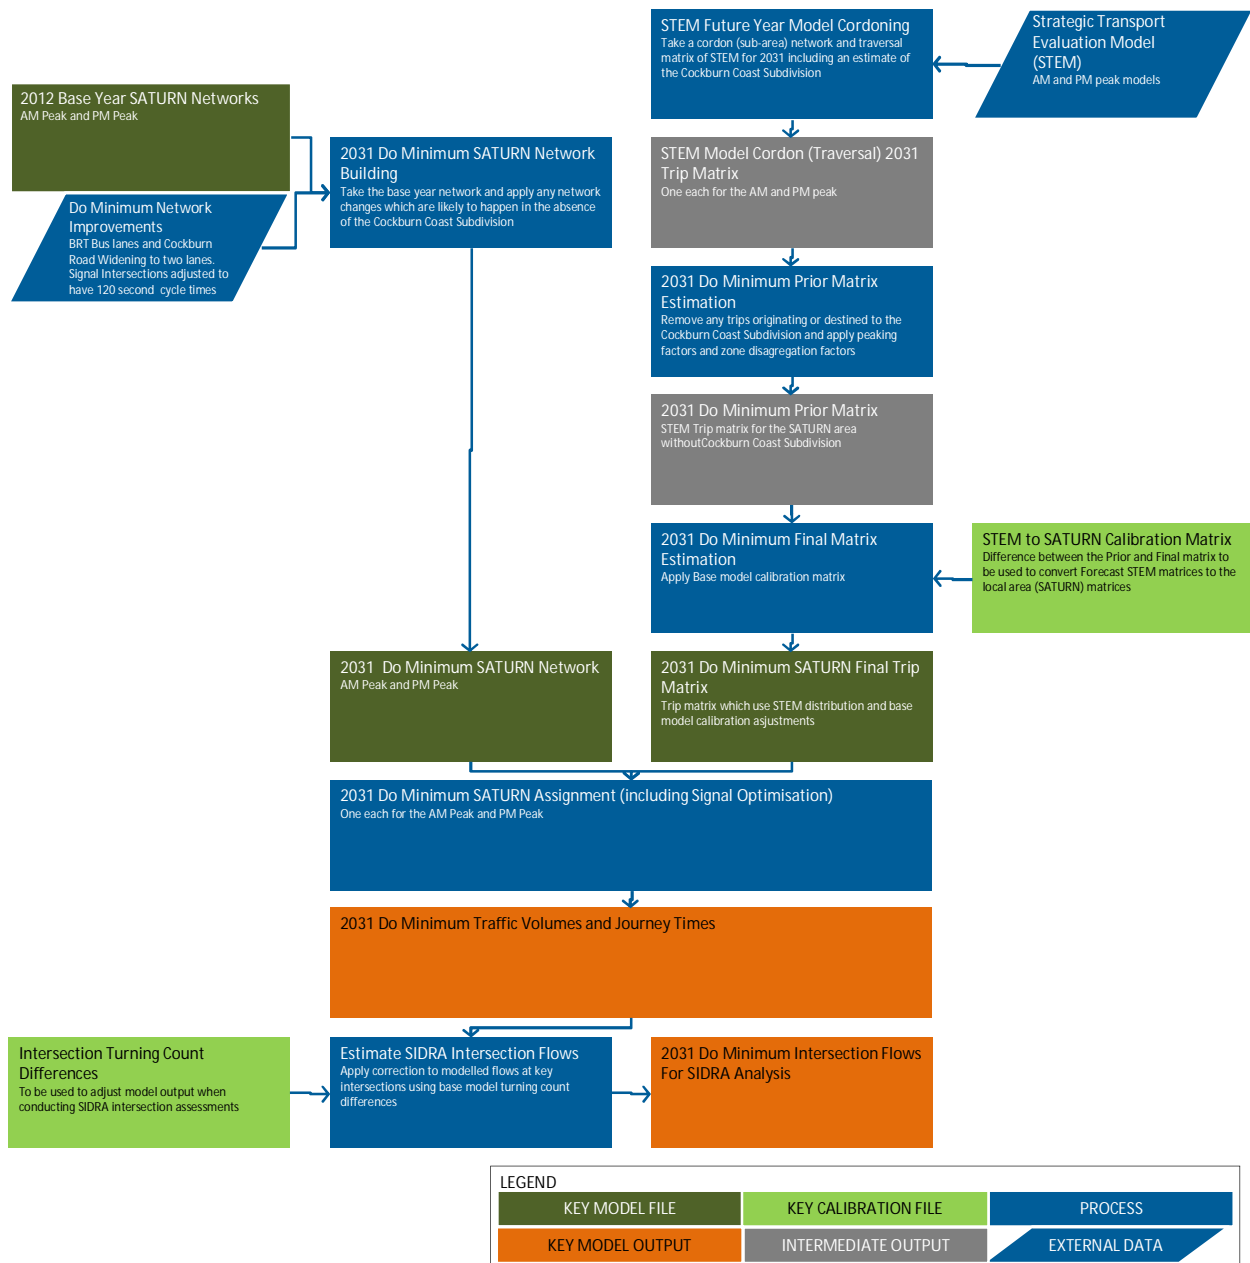 STEM Future Year Model Cordoning
Take a cordon (sub-area) network and traversal
matrix of STEM for 2031 including an estimate of
the Cockburn Coast Subdivision
Strategic Transport
Evaluation Model
(STEM)
AM and PM peak models
2012 Base Year SATURN Networks
AM Peak and PM Peak
Do Minimum Network
Improvements
BRT Bus lanes and Cockburn
Road Widening to two lanes.
Signal Intersections adjusted to
have 120 second cycle times
2031 Do Minimum SATURN Network
Building
Take the base year network and apply any network
changes which are likely to happen in the absence
of the Cockburn Coast Subdivision
STEM Model Cordon (Traversal) 2031
Trip Matrix
One each for the AM and PM peak
2031 Do Minimum Prior Matrix
Estimation
Remove any trips originating or destined to the
Cockburn Coast Subdivision and apply peaking
factors and zone disagregation factors
2031 Do Minimum Prior Matrix
STEM Trip matrix for the SATURN area
withoutCockburn Coast Subdivision
2031 Do Minimum Final Matrix
Estimation
Apply Base model calibration matrix
STEM to SATURN Calibration Matrix
Difference between the Prior and Final matrix to
be used to convert Forecast STEM matrices to the
local area (SATURN) matrices
2031 Do Minimum SATURN Network
AM Peak and PM Peak
2031 Do Minimum SATURN Final Trip
Matrix
Trip matrix which use STEM distribution and base
model calibration asjustments
2031 Do Minimum SATURN Assignment (including Signal Optimisation)
One each for the AM Peak and PM Peak
2031 Do Minimum Traffic Volumes and Journey Times
Intersection Turning Count
Differences
To be used to adjust model output when
conducting SIDRA intersection assessments
Estimate SIDRA Intersection Flows
Apply correction to modelled flows at key
intersections using base model turning count
differences
2031 Do Minimum Intersection Flows
For SIDRA Analysis
LEGEND
KEY MODEL FILE
KEY CALIBRATION FILE
PROCESS
KEY MODEL OUTPUT
INTERMEDIATE OUTPUT
EXTERNAL DATA